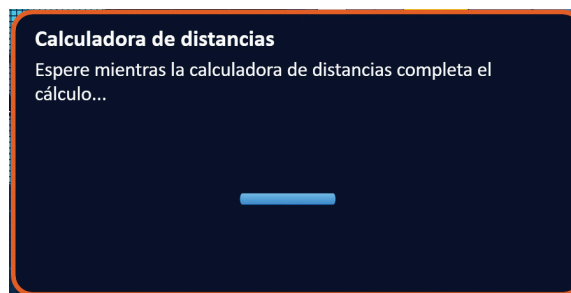 Calculadora de distancias
Espere mientras la calculadora de distancias completa el
cálculo...